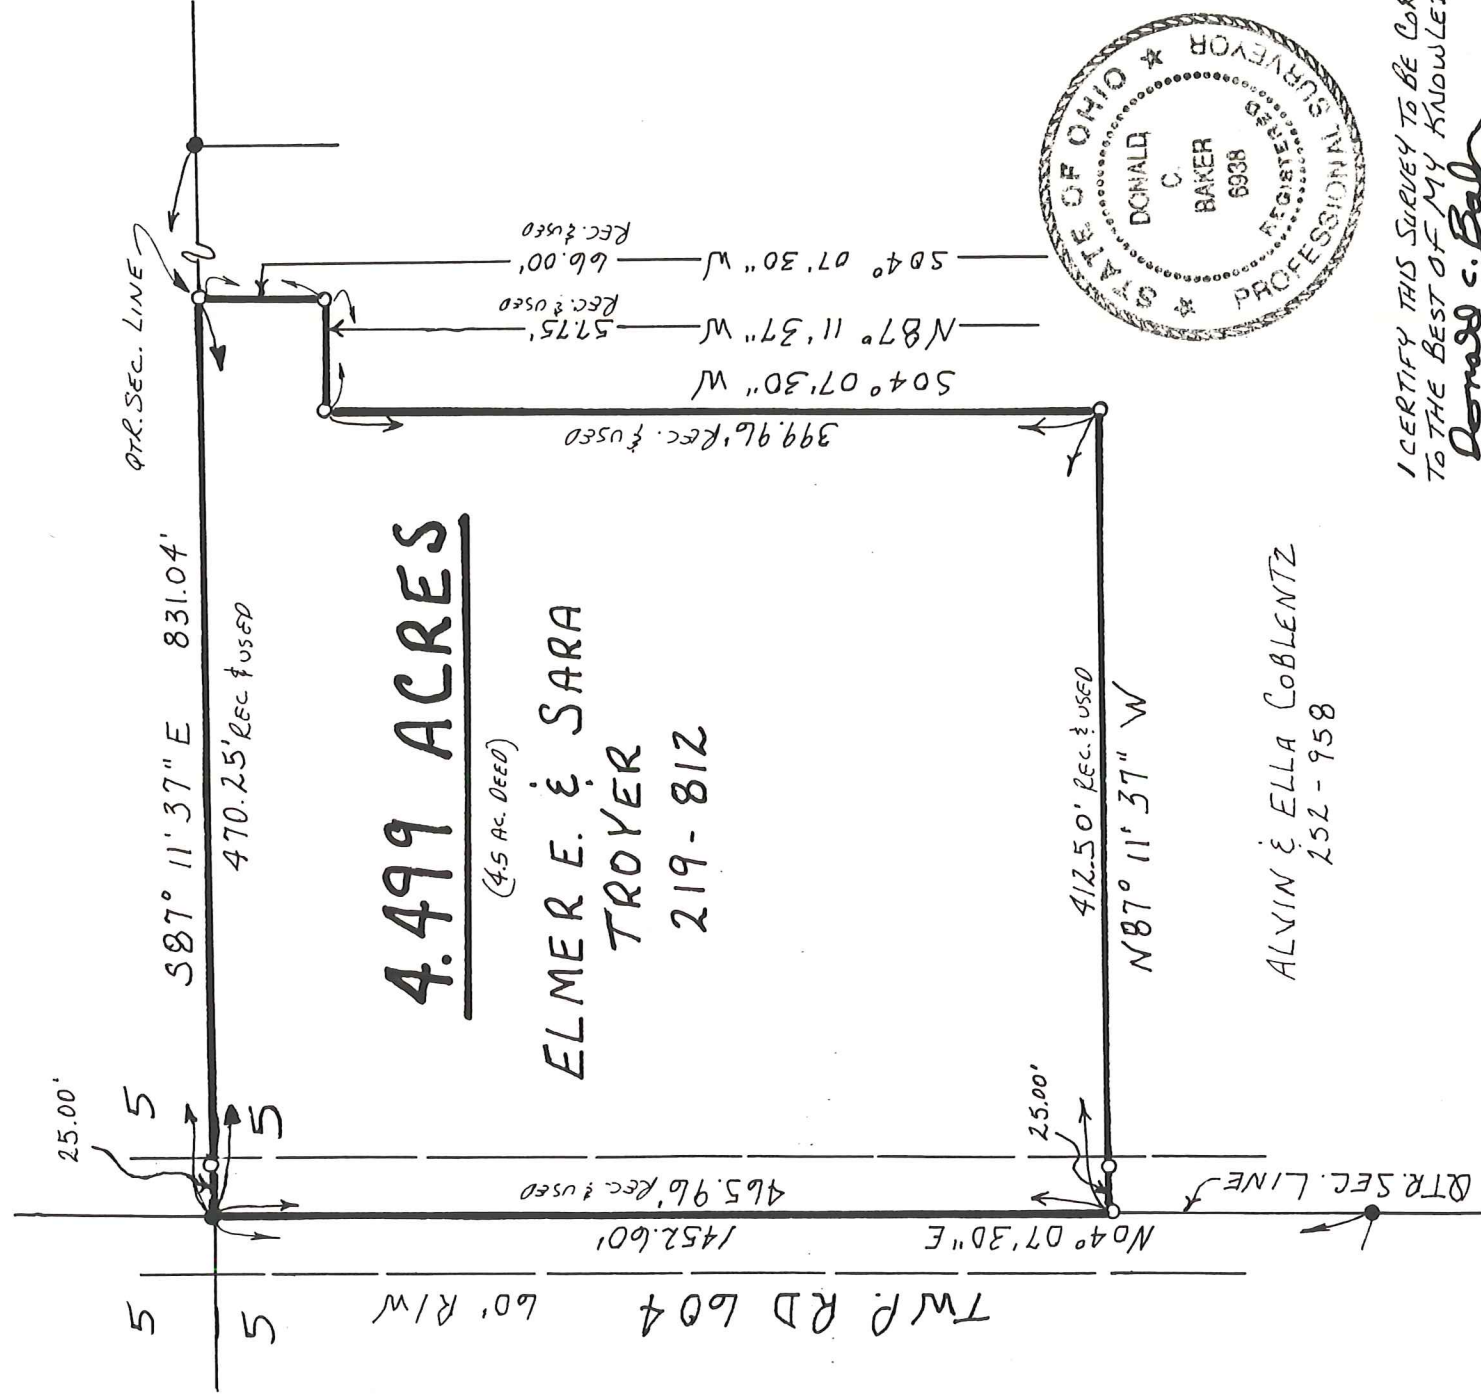 QTR. SEC. LINE
S87° 11' 37" E 831.04'
470.25' REC & USED
25.00'
5
5
5
5
4.499 ACRES
(4.5 AC. DEED)
ELMER E. & SARA
TROYER
219-812
S04° 07' 30" W
66.00'
REC. & USED
N87° 11' 37" W
57.75'
REC. & USED
S04° 07' 30" W
399.96' REC. & USED
412.50' REC. & USED
N87° 11' 37" W
25.00'
465.96' REC. & USED
1452.60'
N04° 07' 30" E
QTR. SEC. LINE
TWP. RD 604 60' R/W
ALVIN & ELLA COBLENTZ
252-958
STATE OF OHIO
DONALD
C.
BAKER
6938
REGISTERED
PROFESSIONAL SURVEYOR
I CERTIFY THIS SURVEY TO BE COR
TO THE BEST OF MY KNOWLE
Donald C. Bak